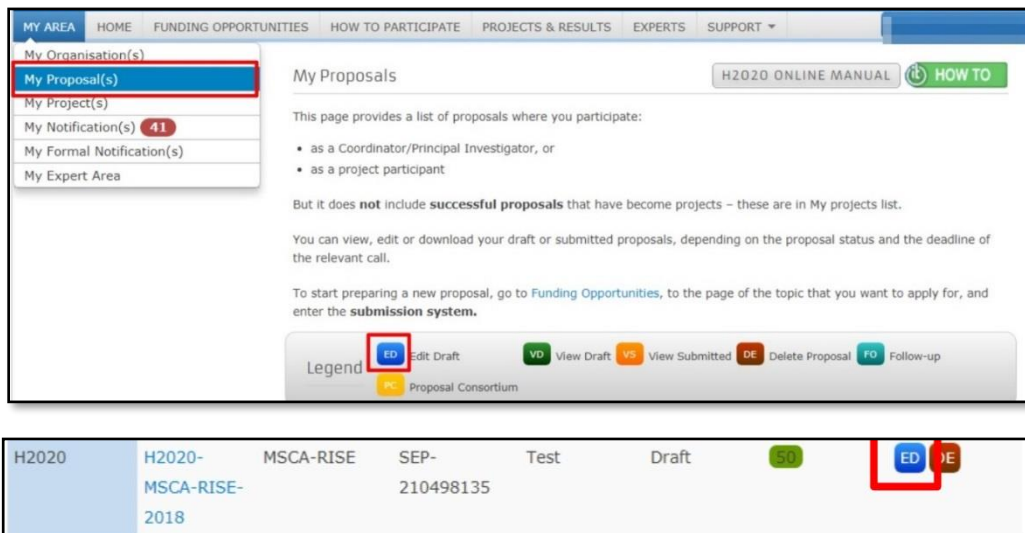 MY AREA HOME FUNDING OPPORTUNITIES HOW TO PARTICIPATE PROJECTS & RESULTS EXPERTS SUPPORT
My Organisation(s)
My Proposal(s)
My Project(s)
My Notification(s) 41
My Formal Notification(s)
My Expert Area
My Proposals
H2020 ONLINE MANUAL
it HOW TO
This page provides a list of proposals where you participate:
• as a Coordinator/Principal Investigator, or
• as a project participant
But it does not include successful proposals that have become projects – these are in My projects list.
You can view, edit or download your draft or submitted proposals, depending on the proposal status and the deadline of
the relevant call.
To start preparing a new proposal, go to Funding Opportunities, to the page of the topic that you want to apply for, and
enter the submission system.
Legend
ED Edit Draft VD View Draft VS View Submitted DE Delete Proposal FO Follow-up
PC Proposal Consortium
H2020 H2020- MSCA-RISE SEP- Test Draft 50 ED DE
MSCA-RISE- 210498135
2018